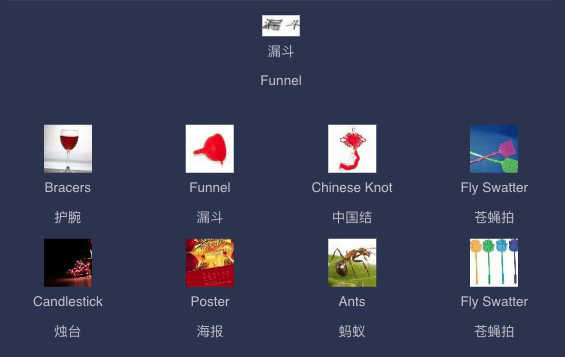 漏斗
漏斗
Funnel
Bracers Funnel Chinese Knot Fly Swatter
护腕 漏斗 中国结 苍蝇拍
Candlestick Poster Ants Fly Swatter
烛台 海报 蚂蚁 苍蝇拍